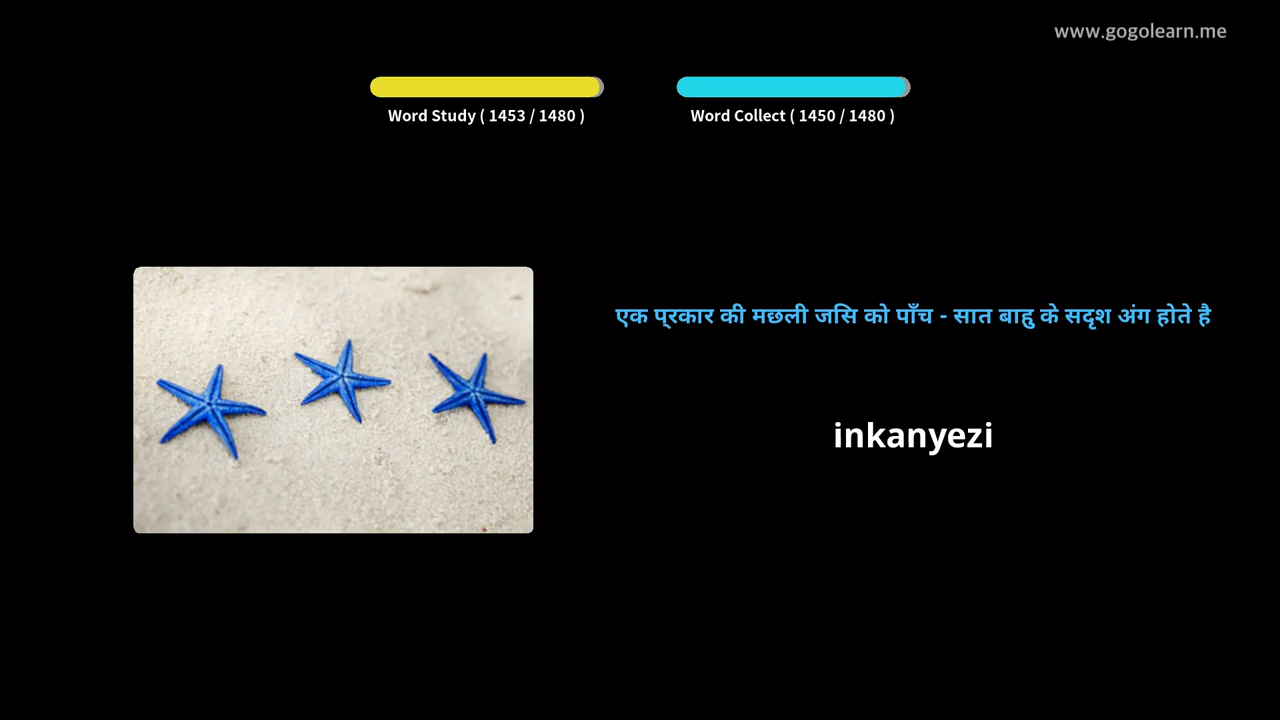 www.gogolearn.me
Word Study ( 1453 / 1480 )
Word Collect ( 1450 / 1480 )
एक प्रकार की मछली जसि को पाँच - सात बाहु के सदृश अंग होते है
inkanyezi